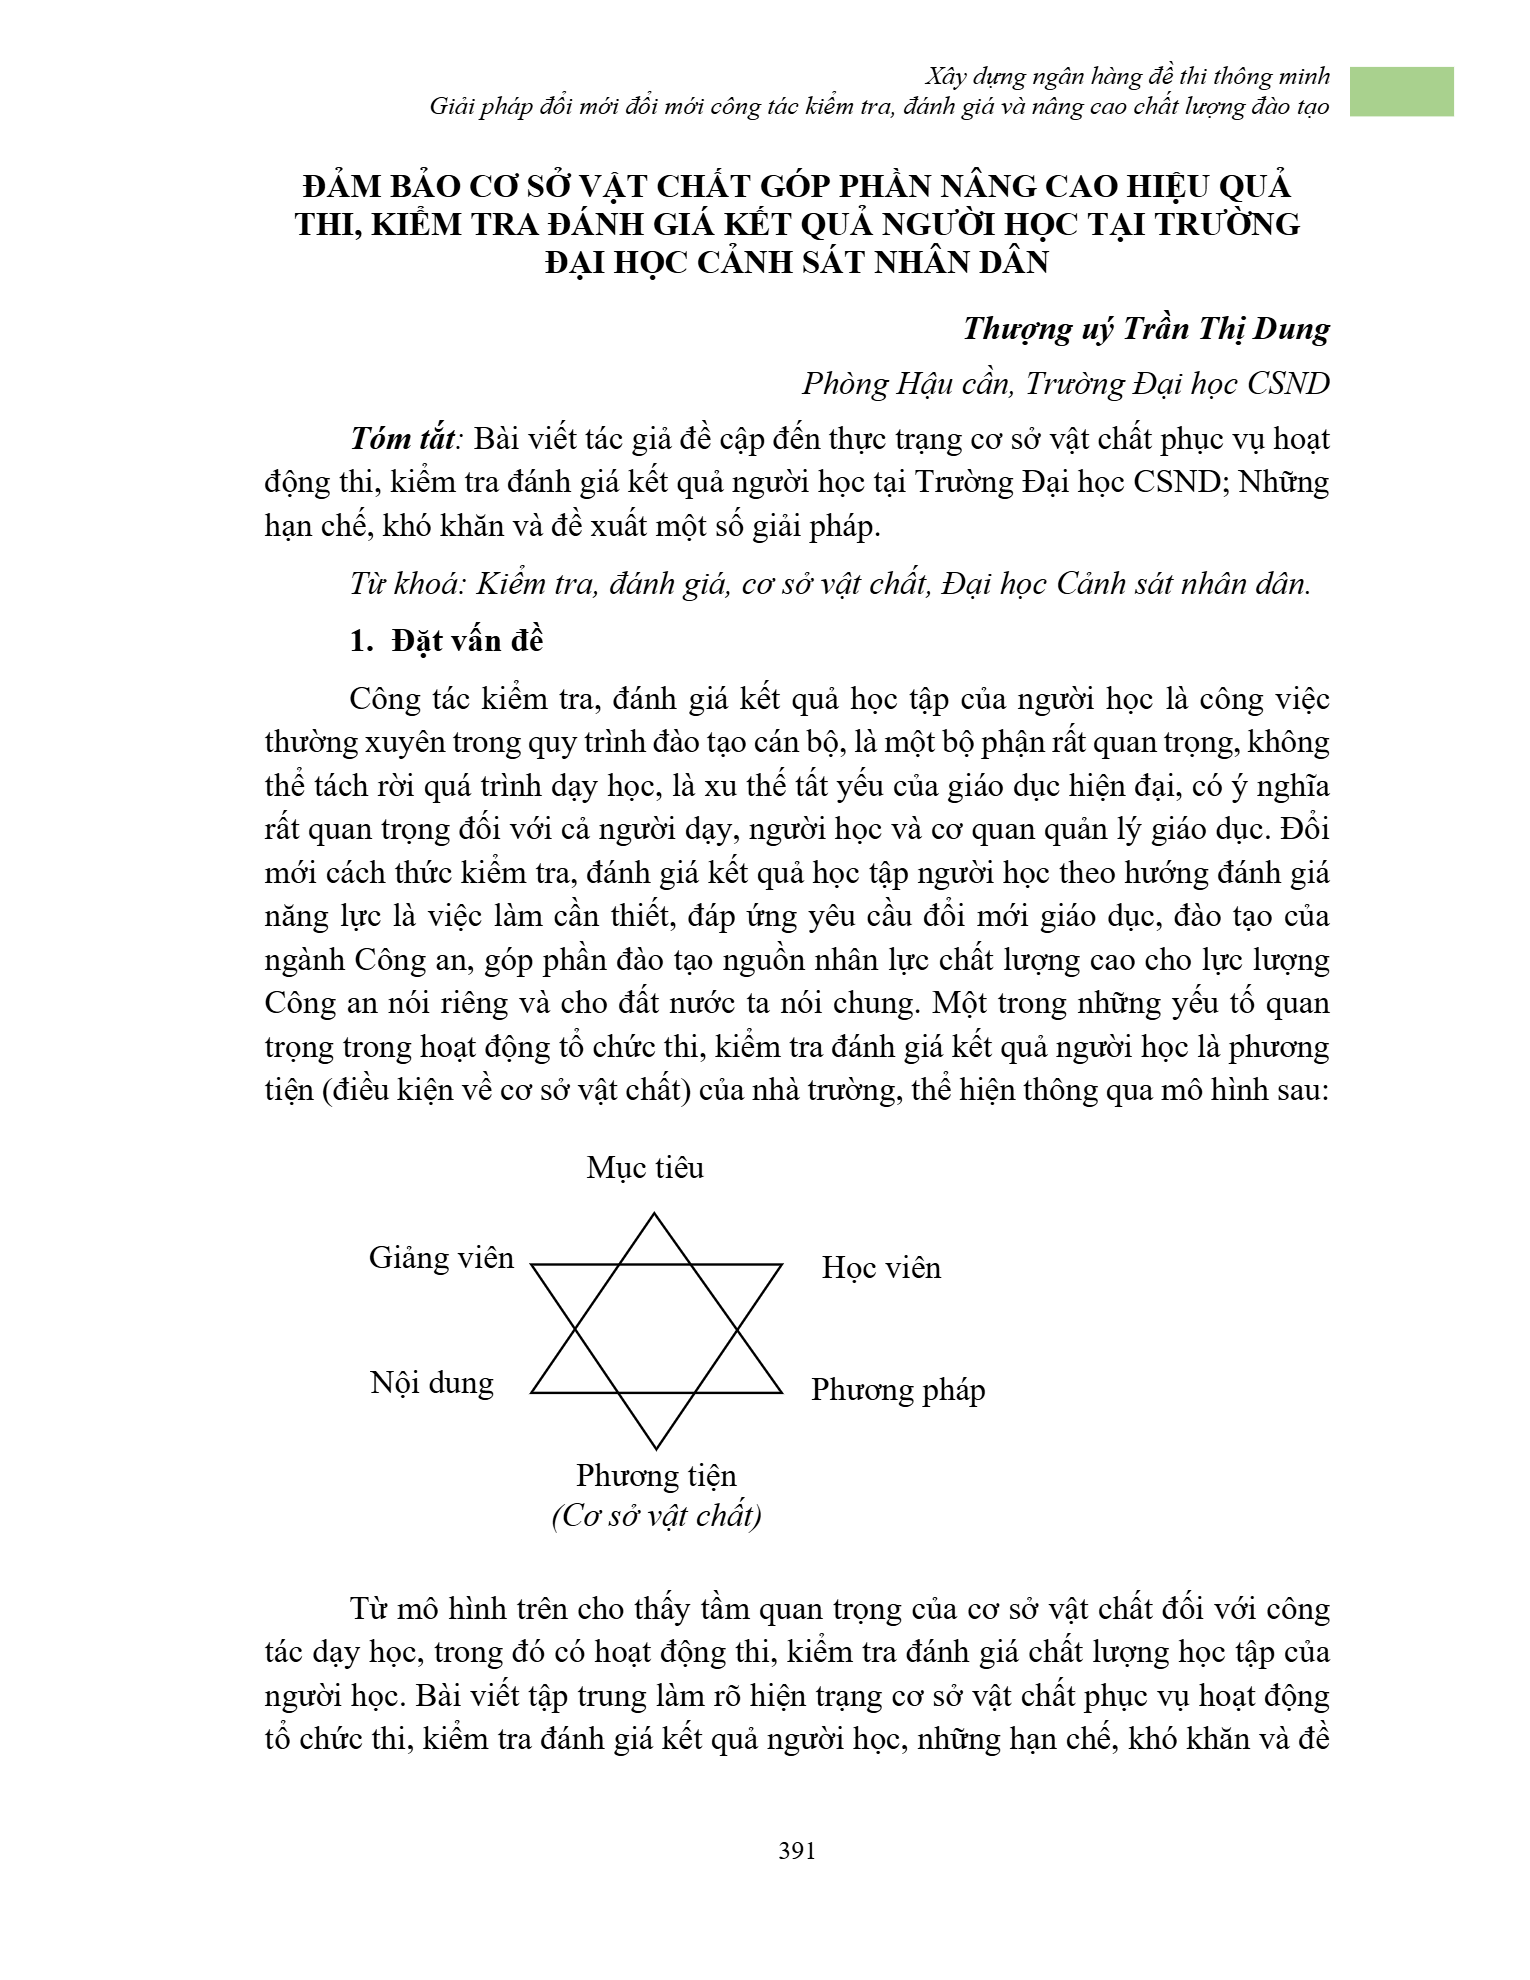 Xây dựng ngân hàng đề thi thông minh
Giải pháp đổi mới đổi mới công tác kiểm tra, đánh giá và nâng cao chất lượng đào tạo
ĐẢM BẢO CƠ SỞ VẬT CHẤT GÓP PHẦN NÂNG CAO HIỆU QUẢ
THI, KIỂM TRA ĐÁNH GIÁ KẾT QUẢ NGƯỜI HỌC TẠI TRƯỜNG
ĐẠI HỌC CẢNH SÁT NHÂN DÂN
Thượng uý Trần Thị Dung
Phòng Hậu cần, Trường Đại học CSND
Tóm tắt: Bài viết tác giả đề cập đến thực trạng cơ sở vật chất phục vụ hoạt
động thi, kiểm tra đánh giá kết quả người học tại Trường Đại học CSND; Những
hạn chế, khó khăn và đề xuất một số giải pháp.
Từ khoá: Kiểm tra, đánh giá, cơ sở vật chất, Đại học Cảnh sát nhân dân.
1. Đặt vấn đề
Công tác kiểm tra, đánh giá kết quả học tập của người học là công việc
thường xuyên trong quy trình đào tạo cán bộ, là một bộ phận rất quan trọng, không
thể tách rời quá trình dạy học, là xu thế tất yếu của giáo dục hiện đại, có ý nghĩa
rất quan trọng đối với cả người dạy, người học và cơ quan quản lý giáo dục. Đổi
mới cách thức kiểm tra, đánh giá kết quả học tập người học theo hướng đánh giá
năng lực là việc làm cần thiết, đáp ứng yêu cầu đổi mới giáo dục, đào tạo của
ngành Công an, góp phần đào tạo nguồn nhân lực chất lượng cao cho lực lượng
Công an nói riêng và cho đất nước ta nói chung. Một trong những yếu tố quan
trọng trong hoạt động tổ chức thi, kiểm tra đánh giá kết quả người học là phương
tiện (điều kiện về cơ sở vật chất) của nhà trường, thể hiện thông qua mô hình sau:
Mục tiêu
Giảng viên
Học viên
Nội dung
Phương pháp
Phương tiện
(Cơ sở vật chất)
Từ mô hình trên cho thấy tầm quan trọng của cơ sở vật chất đối với công
tác dạy học, trong đó có hoạt động thi, kiểm tra đánh giá chất lượng học tập của
người học. Bài viết tập trung làm rõ hiện trạng cơ sở vật chất phục vụ hoạt động
tổ chức thi, kiểm tra đánh giá kết quả người học, những hạn chế, khó khăn và đề
391